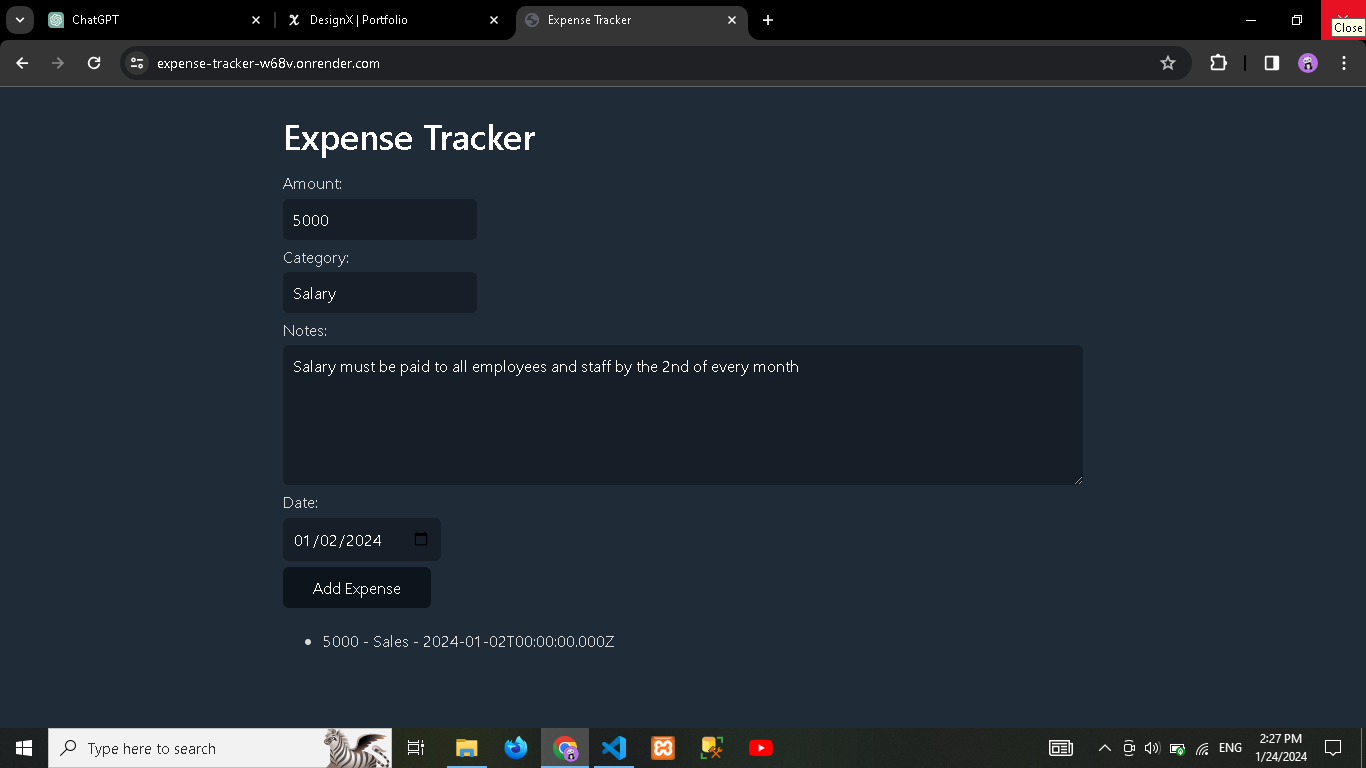 ChatGPT
DesignX | Portfolio
Expense Tracker
Close
expense-tracker-w68v.onrender.com
Expense Tracker
Amount:
5000
Category:
Salary
Notes:
Salary must be paid to all employees and staff by the 2nd of every month
Date:
01/02/2024
Add Expense
5000 - Sales - 2024-01-02T00:00:00.000Z
Type here to search
ENG
2:27 PM
1/24/2024